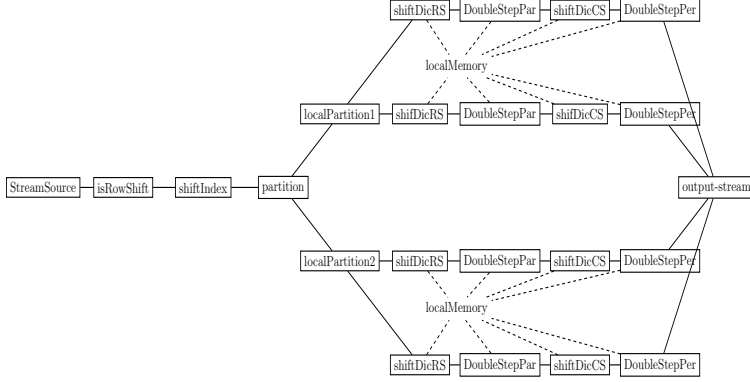 shiftDicRS DoubleStepPar shiftDicCS DoubleStepPer
localMemory
localPartition1 shifDicRS DoubleStepPar shifDicCS DoubleStepPer
StreamSource isRowShift shiftIndex partition output-stream
localPartition2 shifDicRS DoubleStepPar shiftDicCS DoubleStepPer
localMemory
shiftDicRS DoubleStepPar shiftDicCS DoubleStepPer